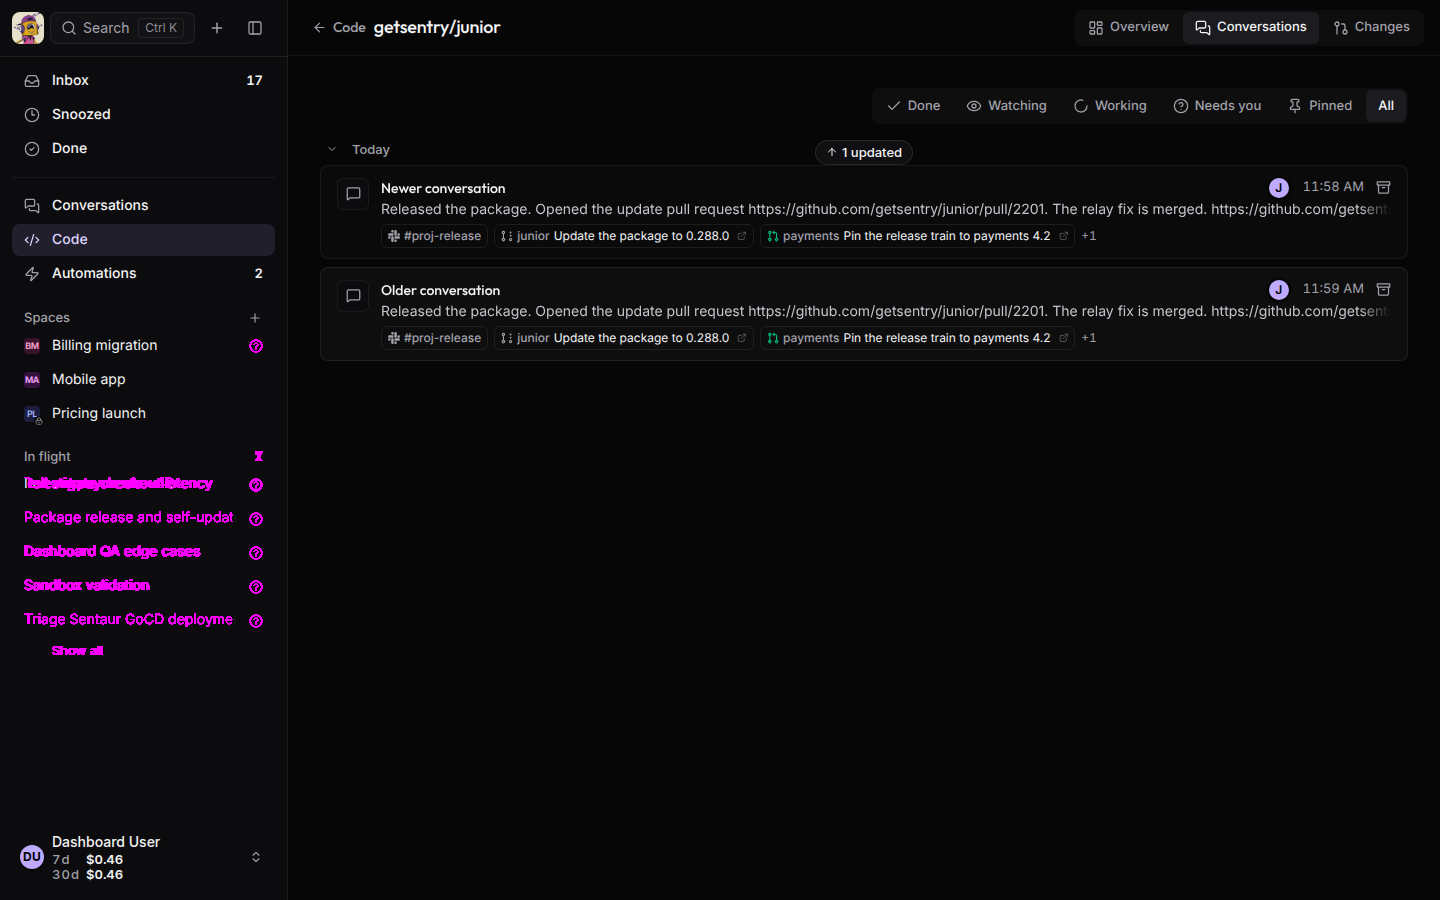 Search Ctrl K
Inbox 17
Snoozed
Done
Conversations
Code
Automations 2
Spaces
BM Billing migration
MA Mobile app
PL Pricing launch
In flight
Package release and self-updat
Dashboard QA edge cases
Sandbox validation
Triage Sentaur GoCD deployme
Show all
DU Dashboard User
7d $0.46
30d $0.46
Code getsentry/junior
Overview Conversations Changes
Done Watching Working Needs you Pinned All
Today
1 updated
Newer conversation J 11:58 AM
Released the package. Opened the update pull request https://github.com/getsentry/junior/pull/2201. The relay fix is merged. https://github.com/getsent
#proj-release junior Update the package to 0.288.0 payments Pin the release train to payments 4.2 +1
Older conversation J 11:59 AM
Released the package. Opened the update pull request https://github.com/getsentry/junior/pull/2201. The relay fix is merged. https://github.com/getsent
#proj-release junior Update the package to 0.288.0 payments Pin the release train to payments 4.2 +1